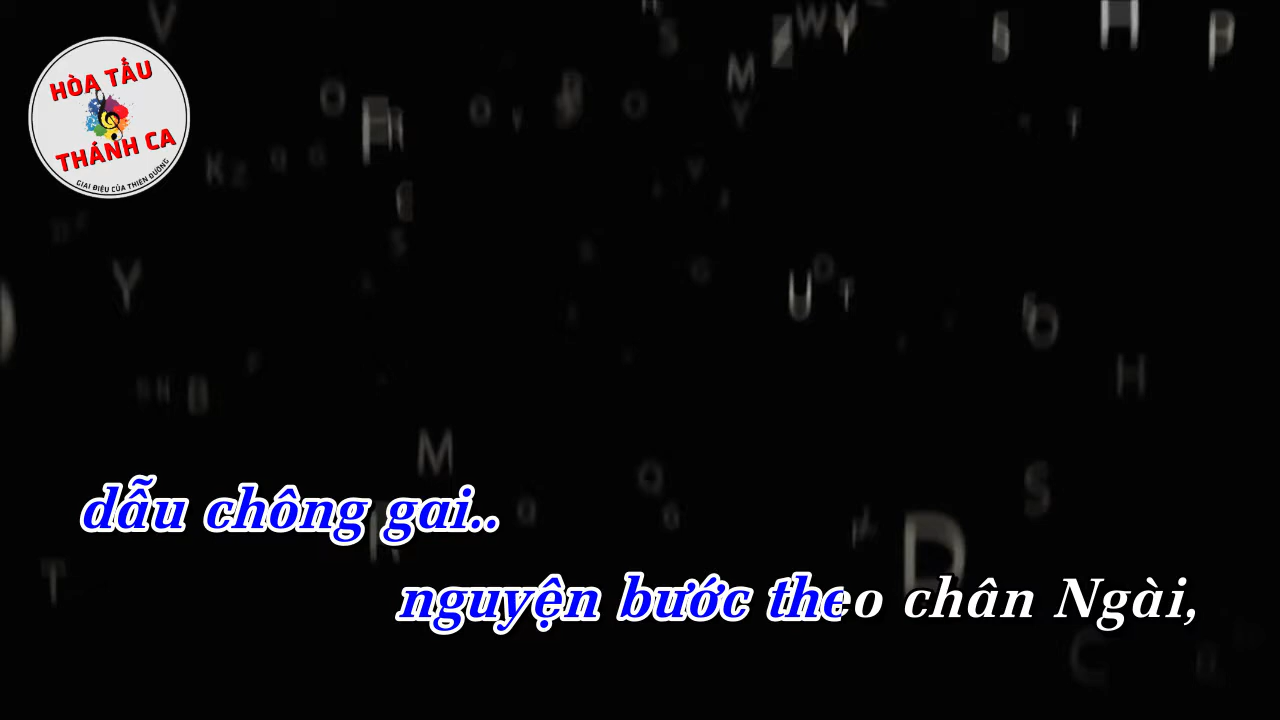 HÒA TẤU
THÁNH CA
GIAI ĐIỆU CỦA THIÊN ĐƯỜNG
dẫu chông gai..
nguyện bước theo chân Ngài,